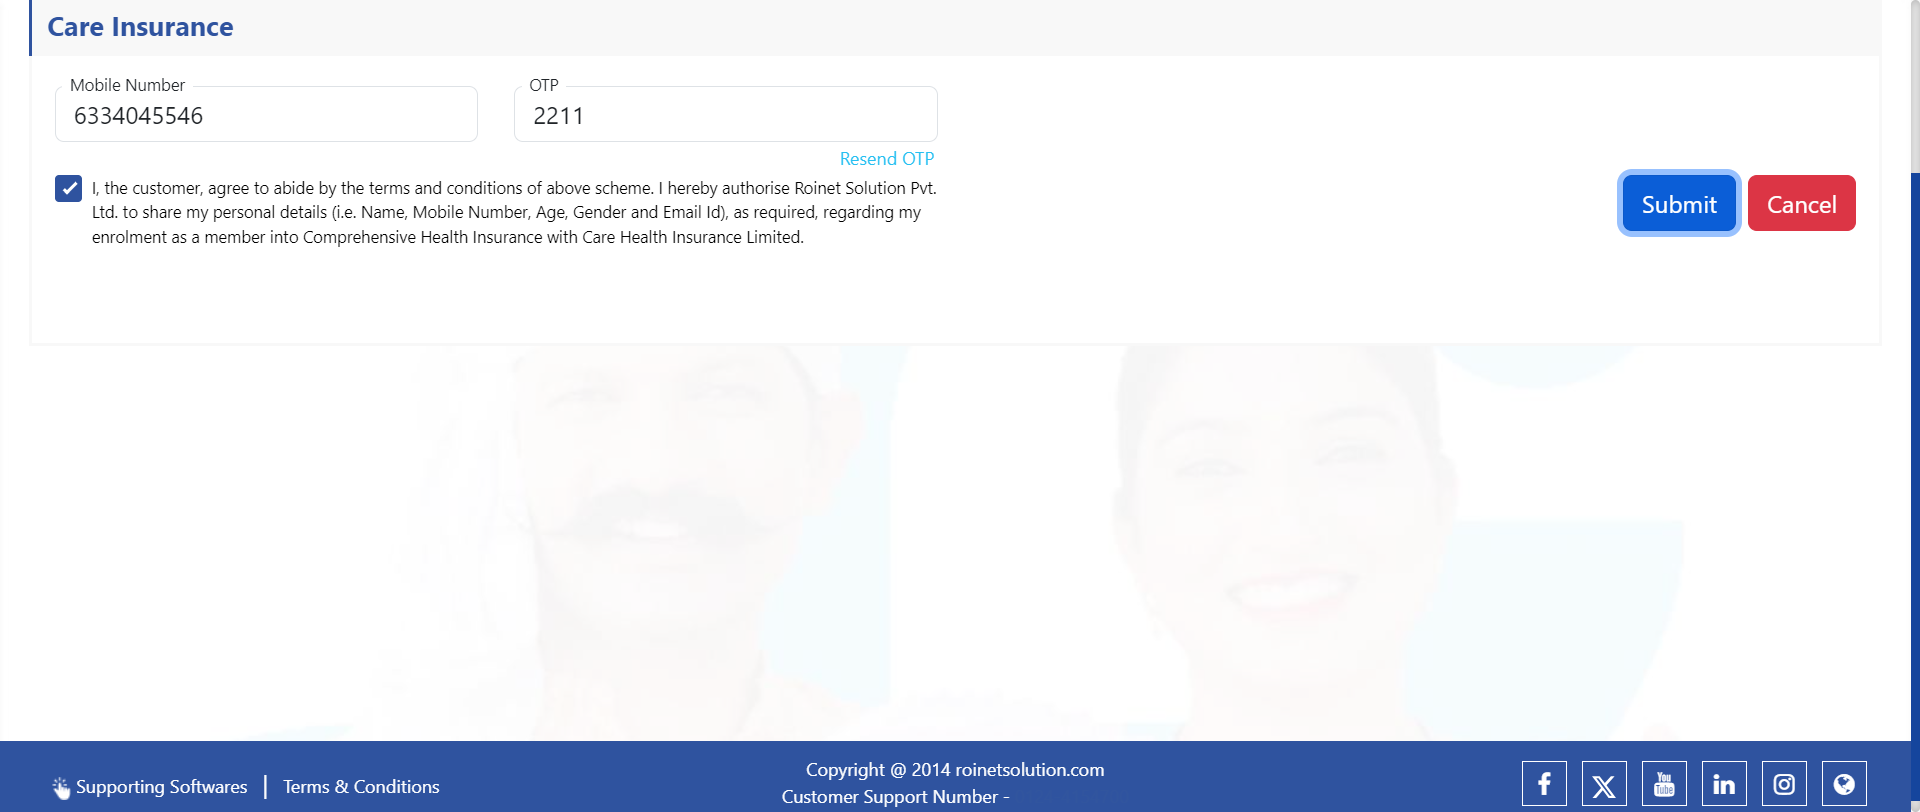 Care Insurance
Mobile Number
6334045546
OTP
2211
Resend OTP
I, the customer, agree to abide by the terms and conditions of above scheme. I hereby authorise Roinet Solution Pvt.
Ltd. to share my personal details (i.e. Name, Mobile Number, Age, Gender and Email Id), as required, regarding my
enrolment as a member into Comprehensive Health Insurance with Care Health Insurance Limited.
Submit
Cancel
Supporting Softwares | Terms & Conditions
Copyright @ 2014 roinetsolution.com
Customer Support Number -
You
Tube